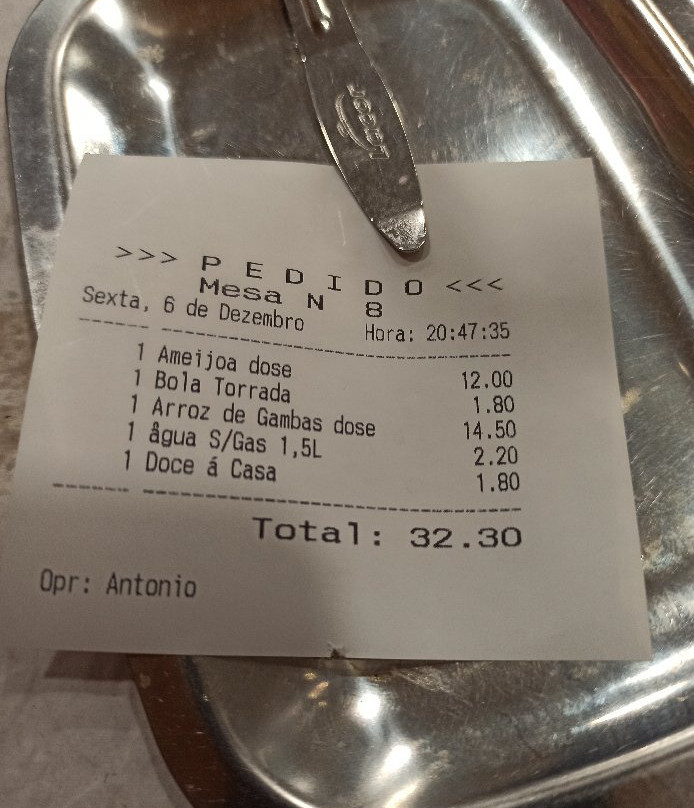 >>> P E D I D O <<<
Mesa N 8
Sexta, 6 de Dezembro Hora: 20:47:35
1 Ameijoa dose 12.00
1 Bola Torrada 1.80
1 Arroz de Gambas dose 14.50
1 âgua S/Gas 1,5L 2.20
1 Doce á Casa 1.80
Total: 32.30
Opr: Antonio